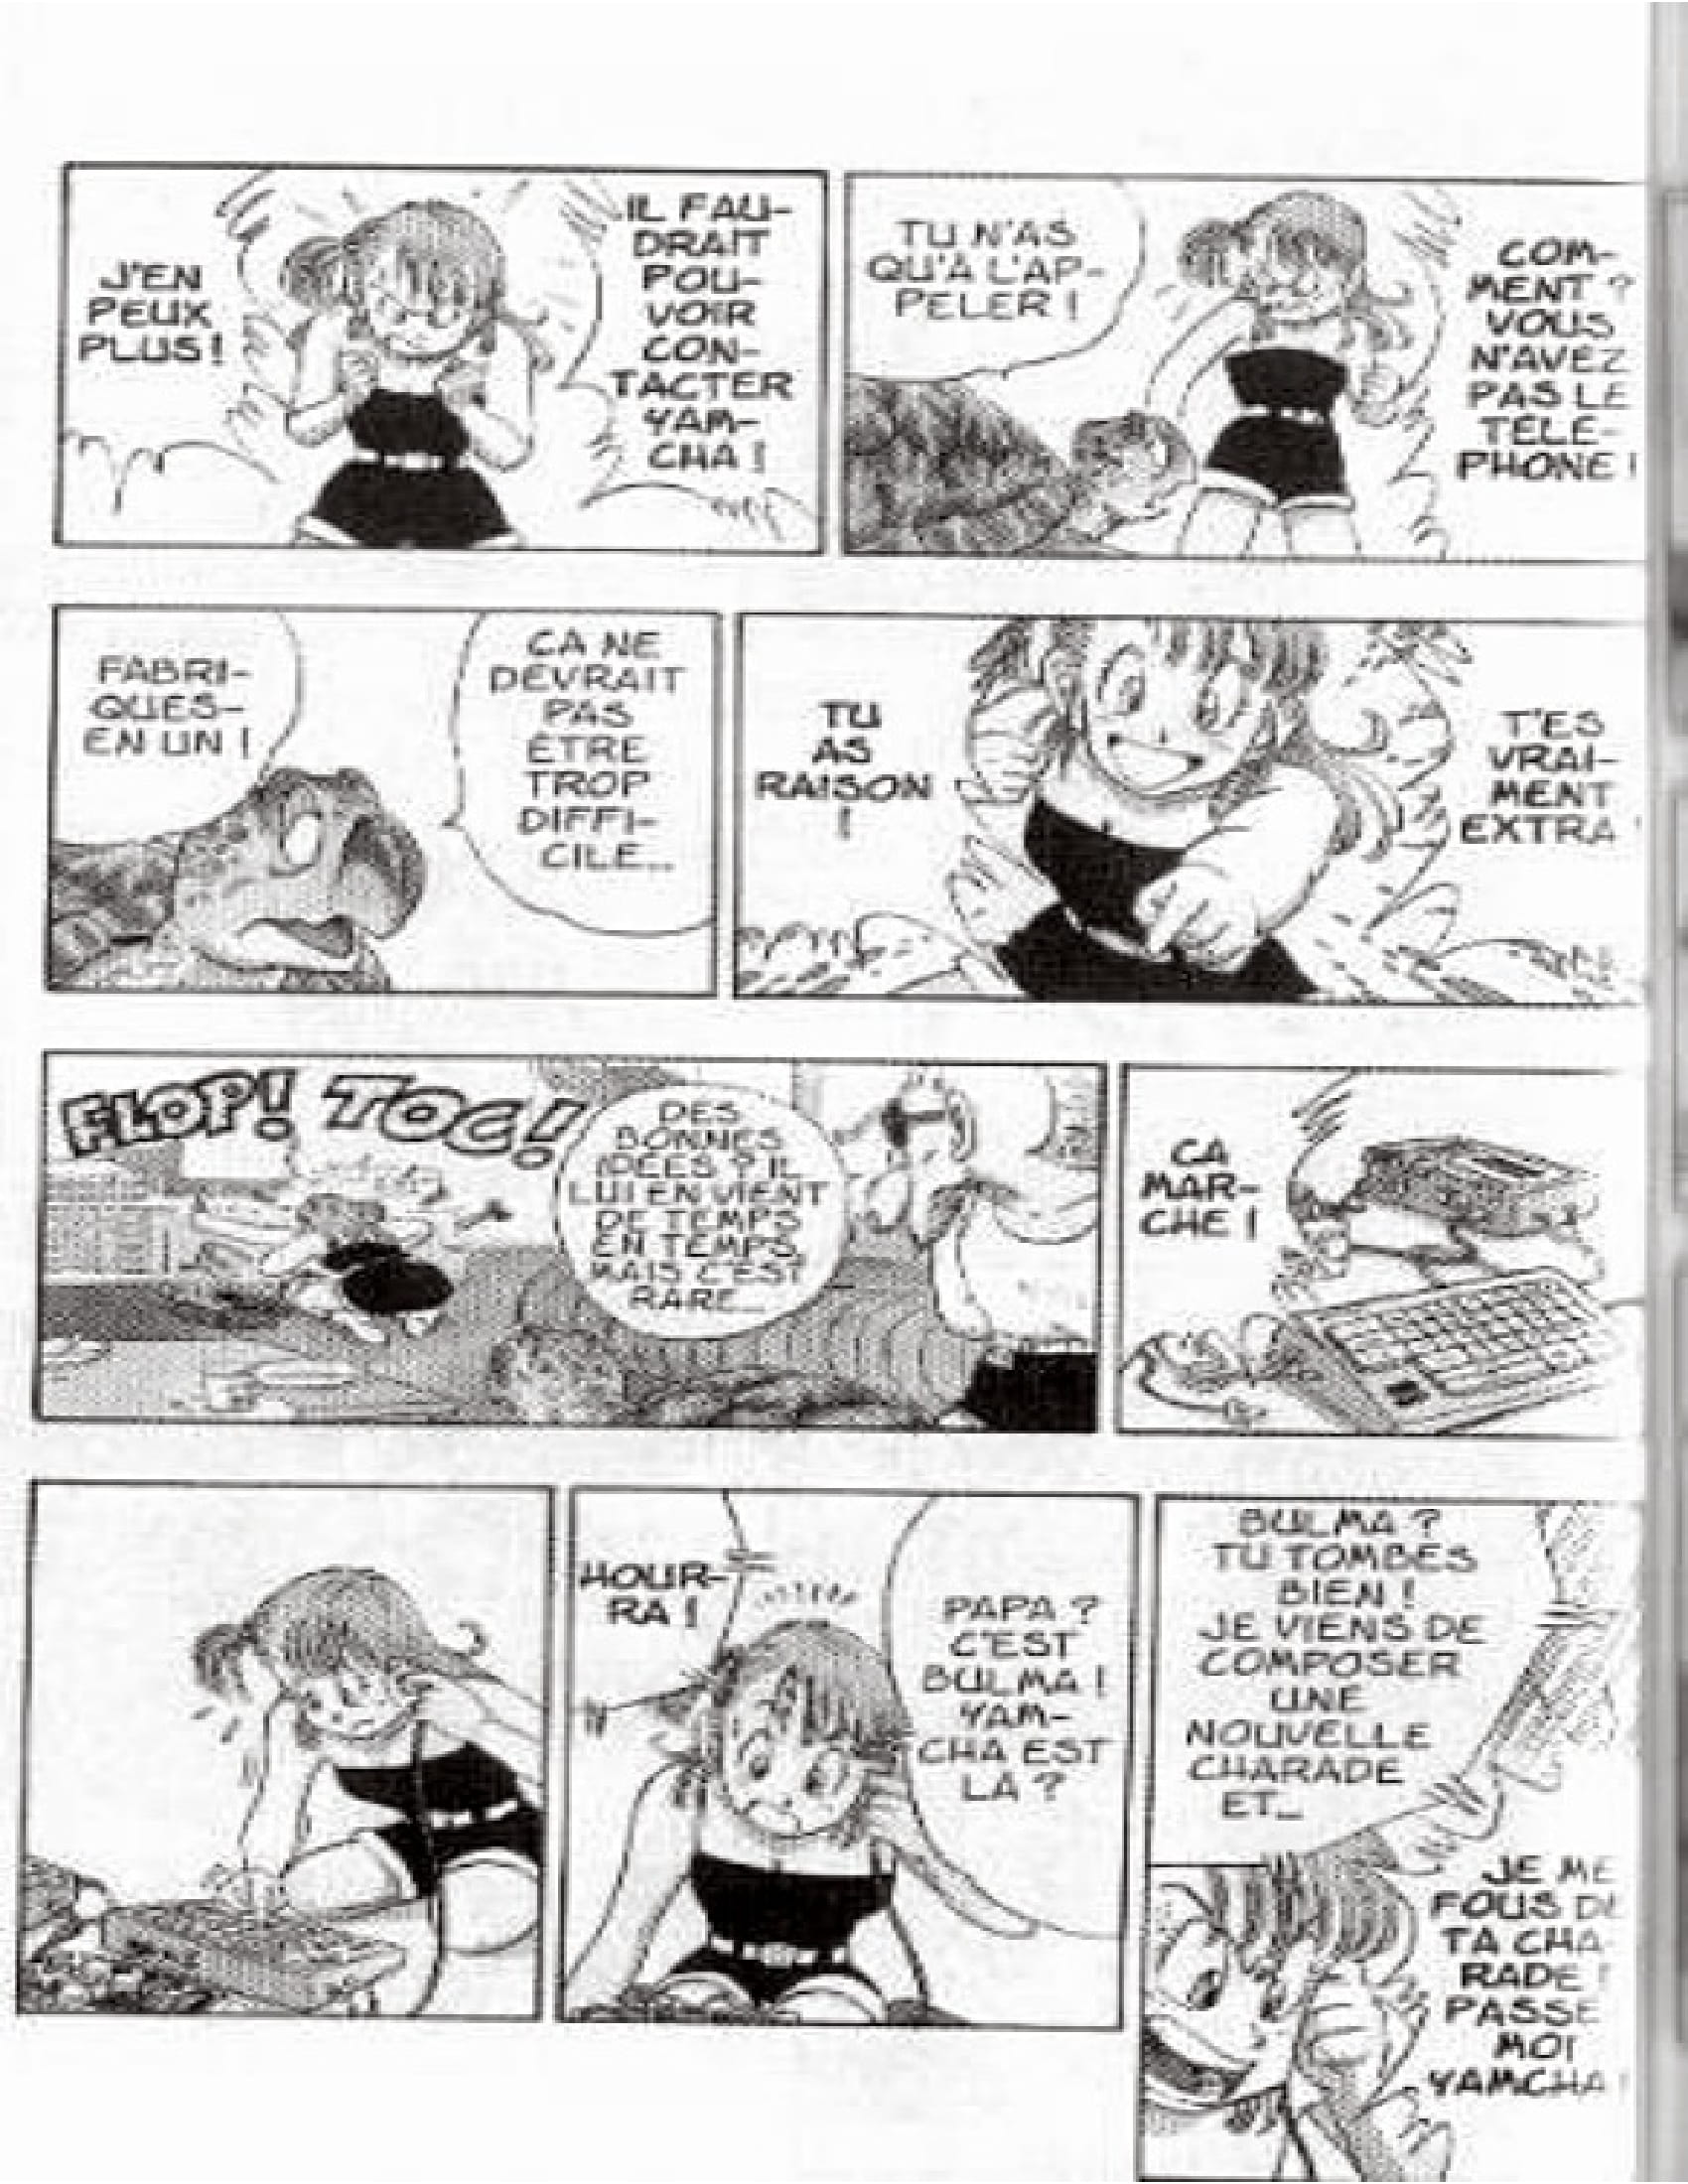 J'EN
PEUX
PLUS !
IL FAU-
DRAIT
POU-
VOIR
CON-
TACTER
YAM-
CHA !
TU N'AS
QU'À L'AP-
PELER !
COM-
MENT ?
VOUS
N'AVEZ
PAS LE
TÉLÉ-
PHONE !
FABRI-
QUES-
EN UN !
ÇA NE
DEVRAIT
PAS
ÊTRE
TROP
DIFFI-
CILE...
TU
AS
RAISON
!
T'ES
VRAI-
MENT
EXTRA !
FLOP! TOC!
DES
BONNES
IDÉES ? IL
LUI EN VIENT
DE TEMPS
EN TEMPS,
MAIS C'EST
RARE...
ÇA
MAR-
CHE !
HOUR-
RA !
PAPA ?
C'EST
BULMA !
YAM-
CHA EST
LÀ ?
BULMA ?
TU TOMBES
BIEN !
JE VIENS DE
COMPOSER
UNE
NOUVELLE
CHARADE
ET...
JE ME
FOUS DE
TA CHA-
RADE !
PASSE
MOI
YAMCHA !